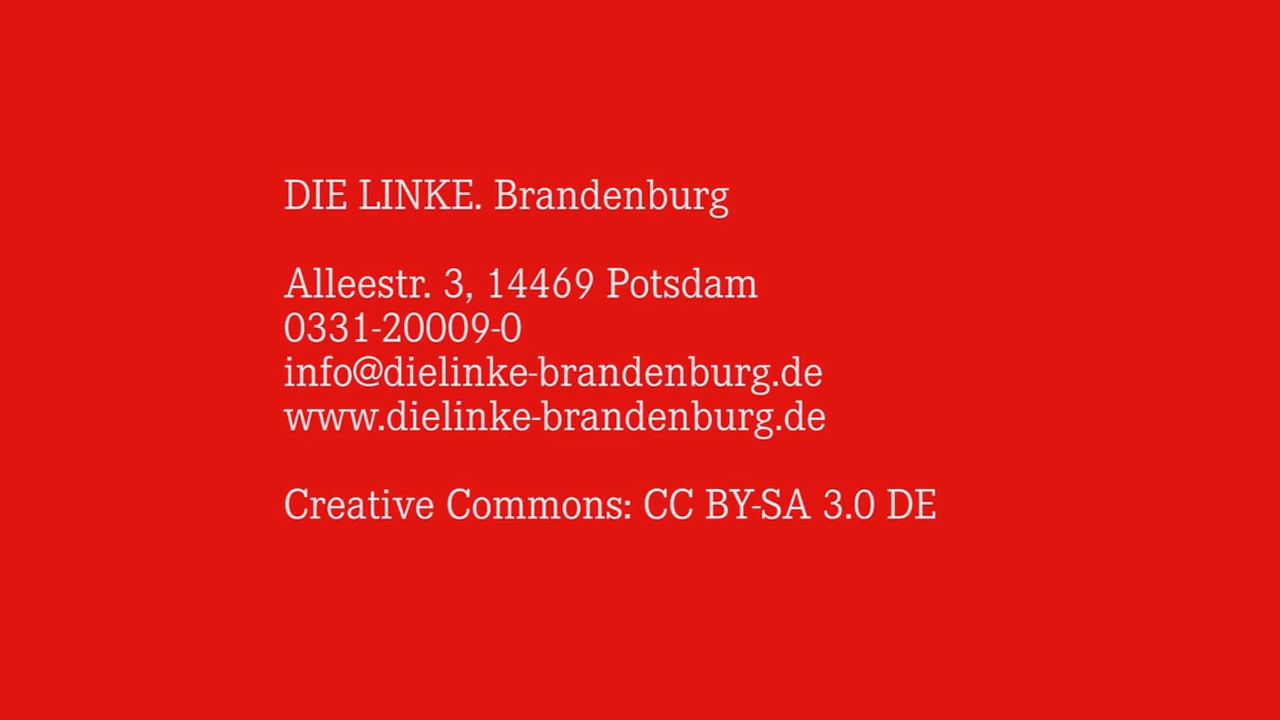 DIE LINKE. Brandenburg
Alleestr. 3, 14469 Potsdam
0331-20009-0
info@dielinke-brandenburg.de
www.dielinke-brandenburg.de
Creative Commons: CC BY-SA 3.0 DE